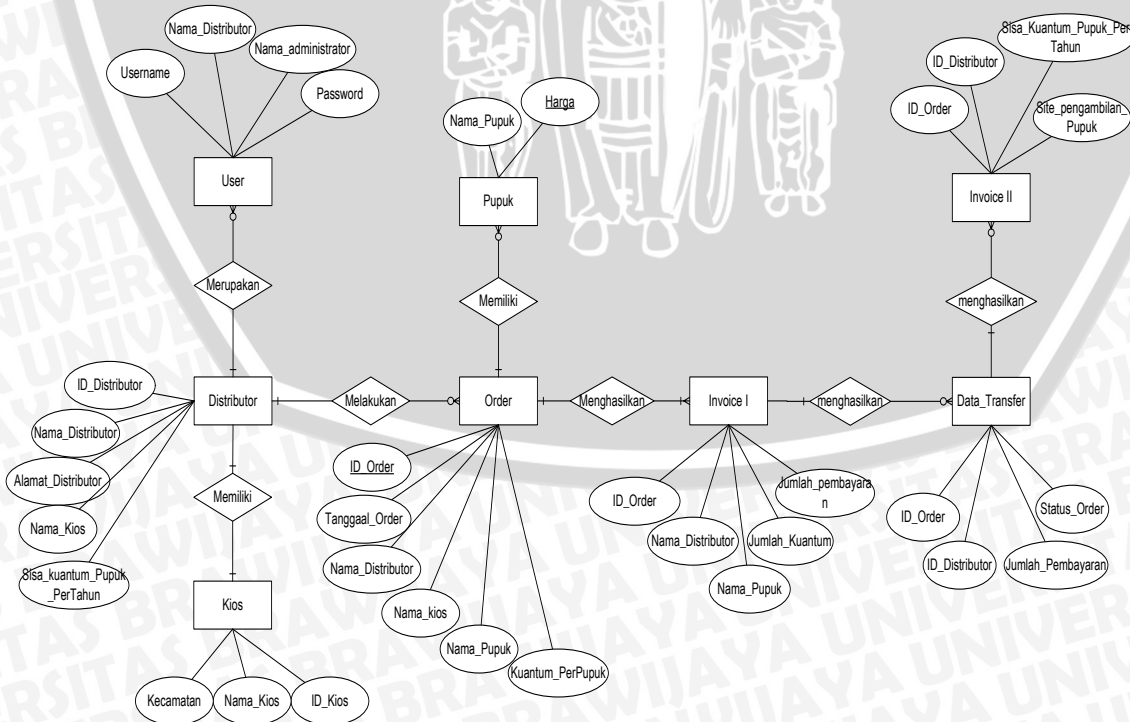 Nama_Distributor
Nama_administrator
Username
Password
User
Merupakan
Nama_Pupuk
Harga
Pupuk
Memiliki
Sisa_Kuantum_Pupuk_Per
Tahun
ID_Distributor
ID_Order
Site_pengambilan_
Pupuk
Invoice II
menghasilkan
ID_Distributor
Nama_Distributor
Alamat_Distributor
Nama_Kios
Sisa_kuantum_Pupuk
_PerTahun
Distributor
Melakukan
Order
Menghasilkan
Invoice I
menghasilkan
Data_Transfer
Memiliki
Kios
Kecamatan
Nama_Kios
ID_Kios
ID_Order
Tanggaal_Order
Nama_Distributor
Nama_kios
Nama_Pupuk
Kuantum_PerPupuk
ID_Order
Nama_Distributor
Nama_Pupuk
Jumlah_Kuantum
Jumlah_pembayara
n
ID_Order
ID_Distributor
Jumlah_Pembayaran
Status_Order